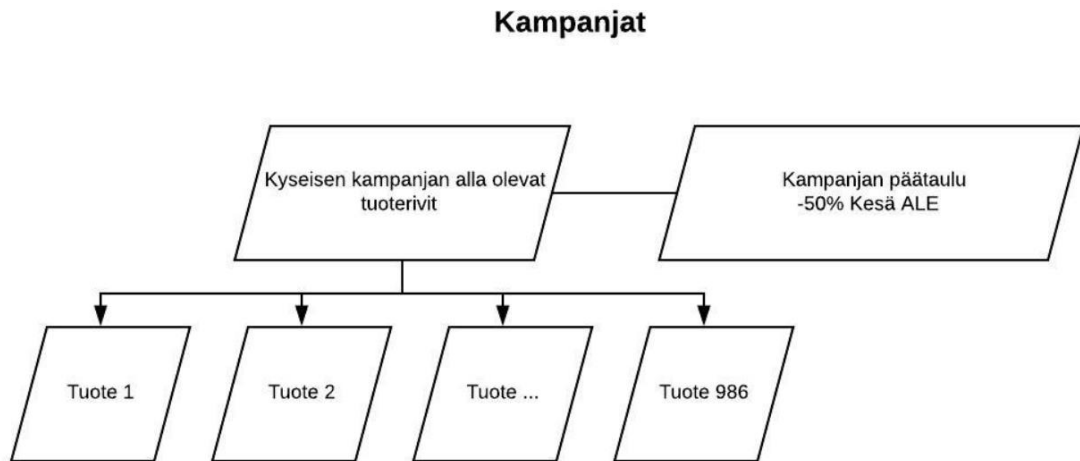 Kampanjat
Kyseisen kampanjan alla olevat
tuoterivit
Kampanjan päätaulu
-50% Kesä ALE
Tuote 1
Tuote 2
Tuote ...
Tuote 986